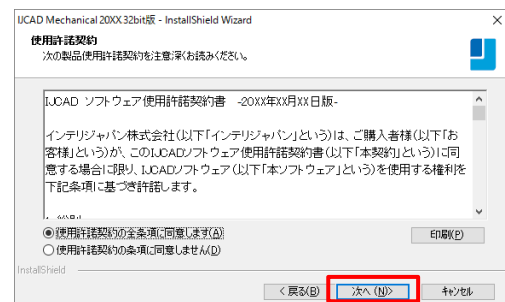 IJCAD Mechanical 20XX 32bit版 - InstallShield Wizard
使用許諾契約
次の製品使用許諾契約を注意深くお読みください。
IJCAD ソフトウェア使用許諾契約書　-20XX年XX月XX日版-
インテリジャパン株式会社(以下「インテリジャパン」という)は、ご購入者様(以下「お
客様」という)が、このIJCADソフトウェア使用許諾契約書(以下「本契約」という)に同
意する場合に限り、IJCADソフトウェア(以下「本ソフトウェア」という)を使用する権利を
下記条項に基づき許諾します。
使用許諾契約の全条項に同意します(A)
印刷(P)
使用許諾契約の条項に同意しません(D)
InstallShield
< 戻る(B)
次へ (N)>
キャンセル